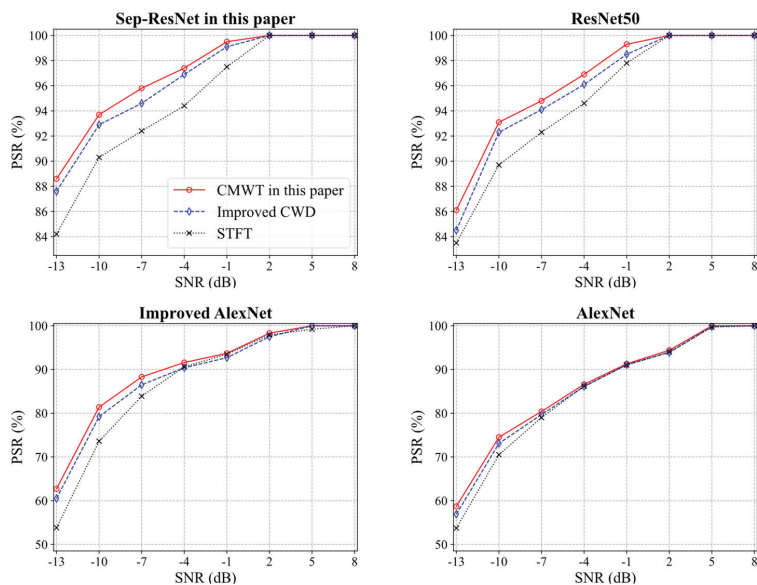 Sep-ResNet in this paper
100
98
96
94
92
90
88
86
84
PSR (%)
CMWT in this paper
Improved CWD
STFT
-13 -10 -7 -4 -1 2 5 8
SNR (dB)
ResNet50
100
98
96
94
92
90
88
86
84
PSR (%)
-13 -10 -7 -4 -1 2 5 8
SNR (dB)
Improved AlexNet
100
90
80
70
60
50
PSR (%)
-13 -10 -7 -4 -1 2 5 8
SNR (dB)
AlexNet
100
90
80
70
60
50
PSR (%)
-13 -10 -7 -4 -1 2 5 8
SNR (dB)